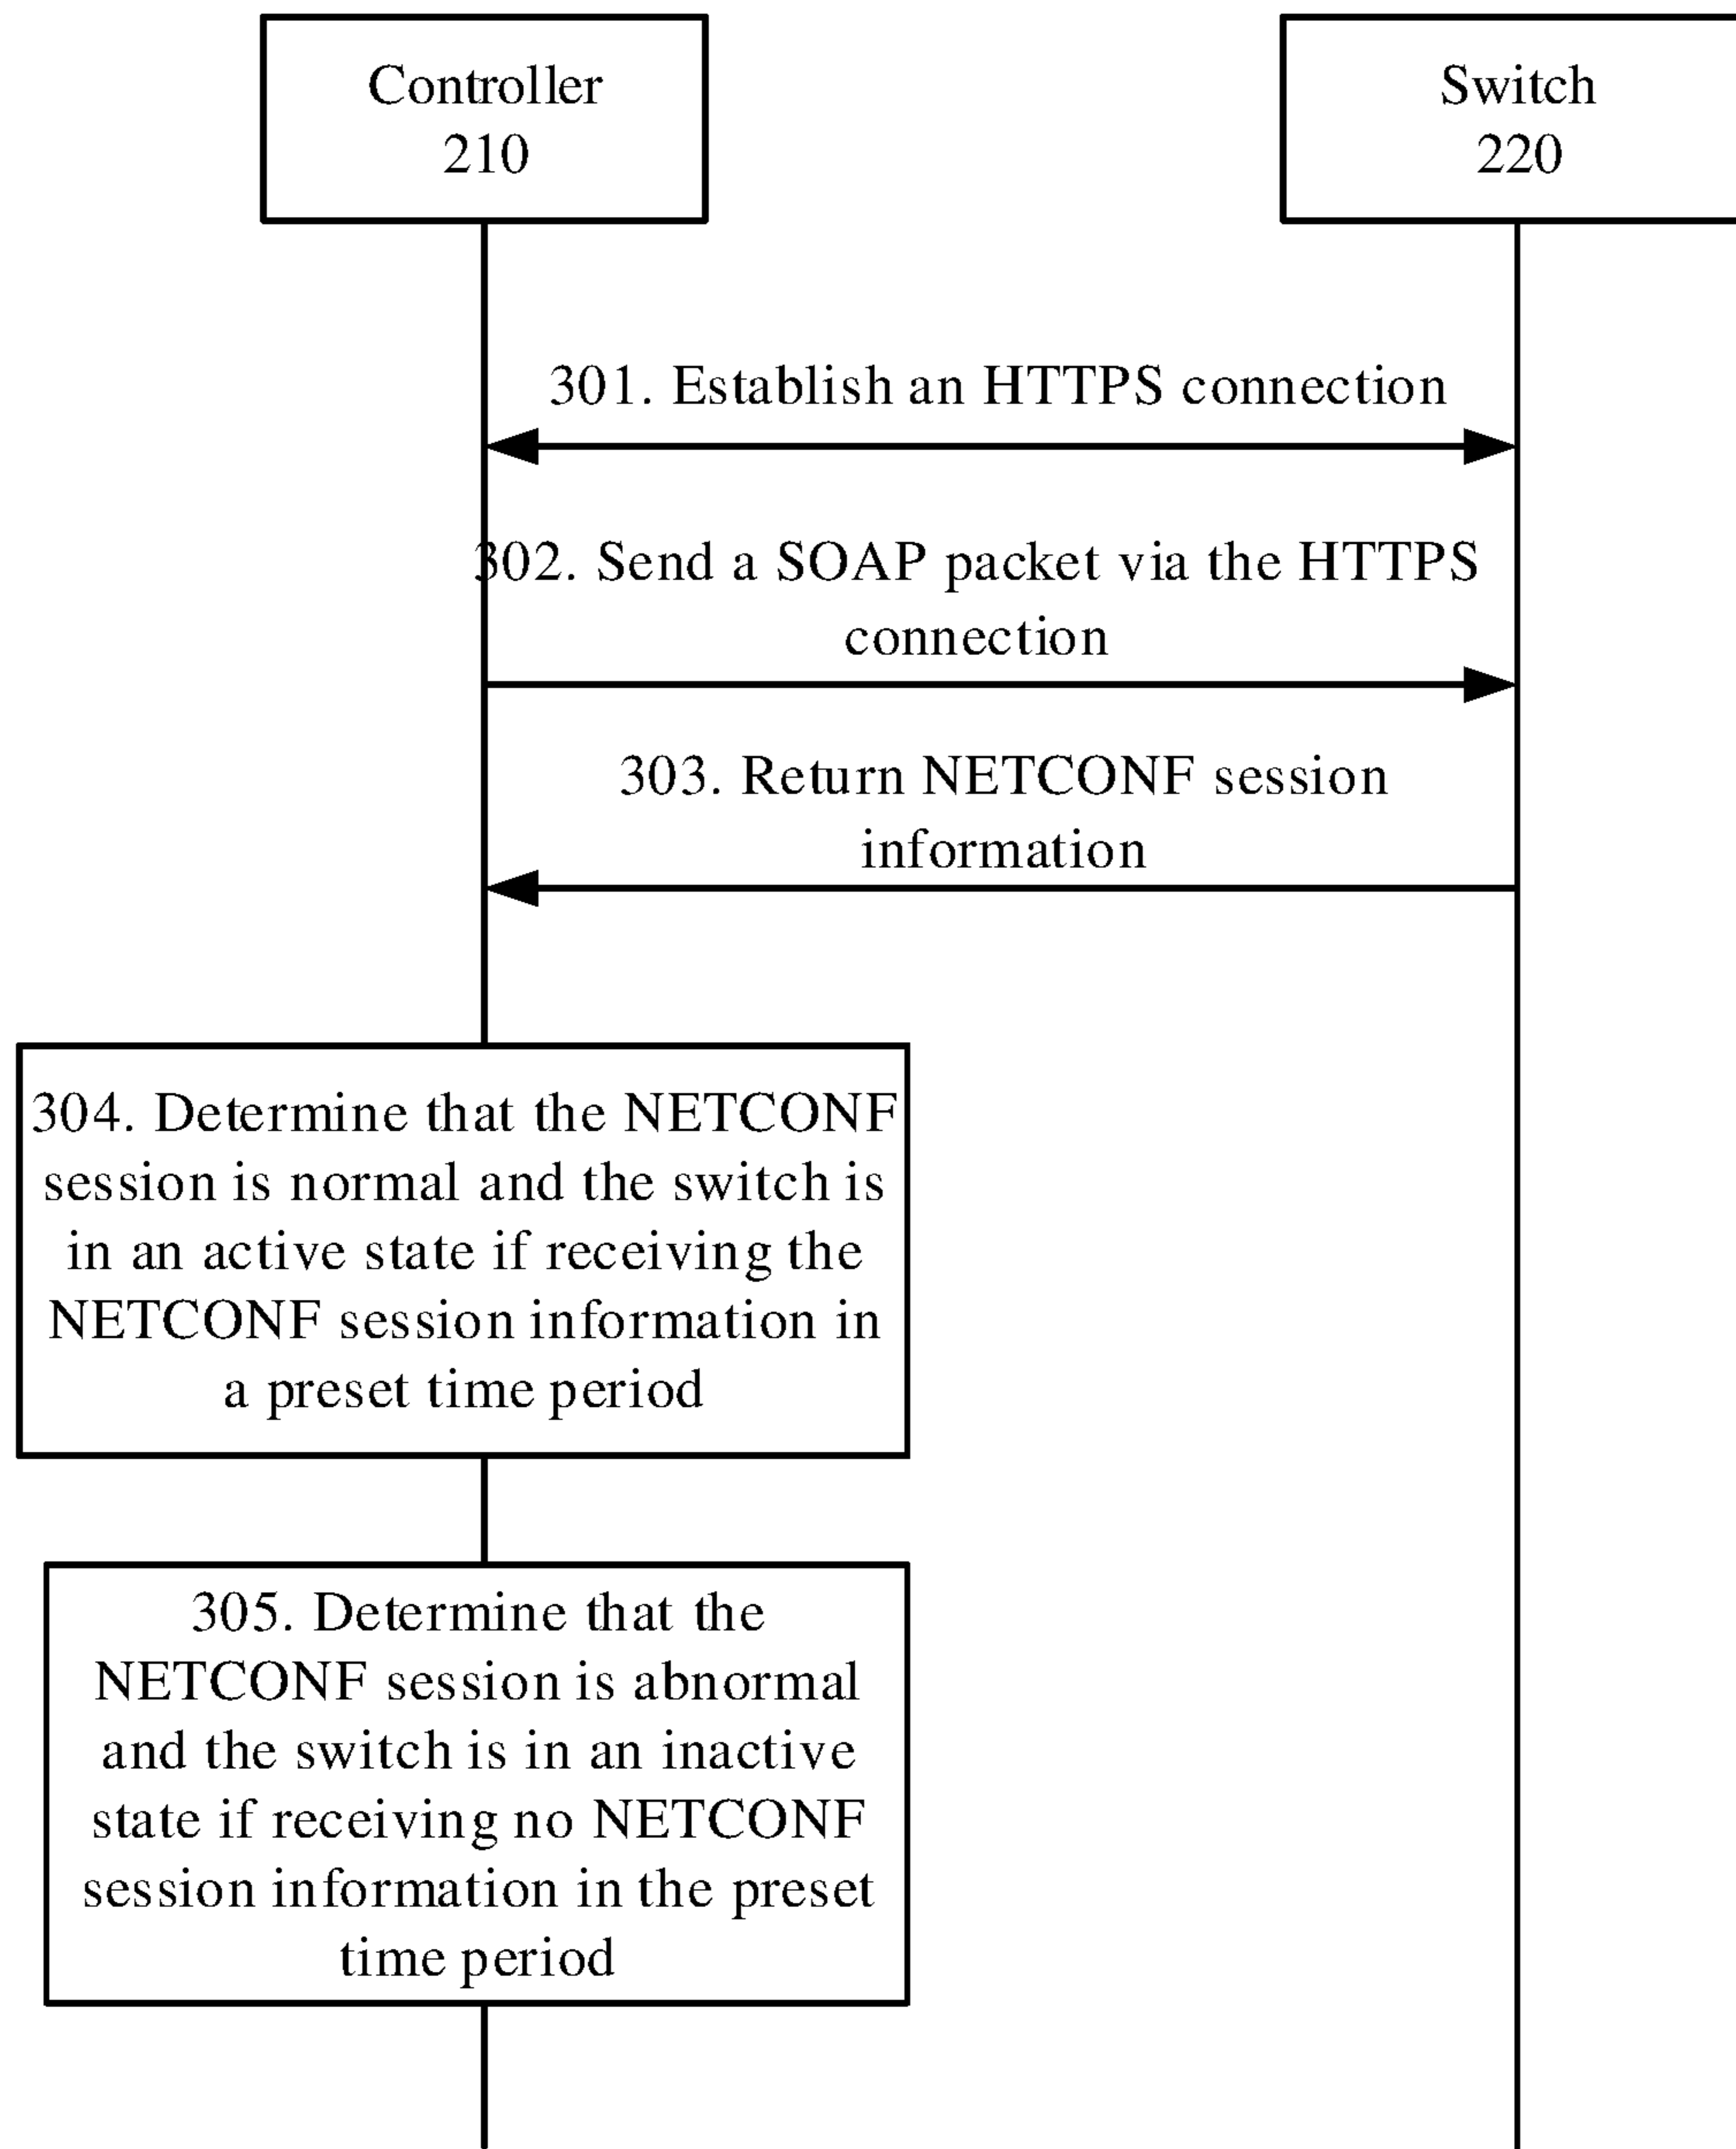 Controller
210
Switch
220
301. Establish an HTTPS connection
302. Send a SOAP packet via the HTTPS
connection
303. Return NETCONF session
information
304. Determine that the NETCONF
session is normal and the switch is
in an active state if receiving the
NETCONF session information in
a preset time period
305. Determine that the
NETCONF session is abnormal
and the switch is in an inactive
state if receiving no NETCONF
session information in the preset
time period